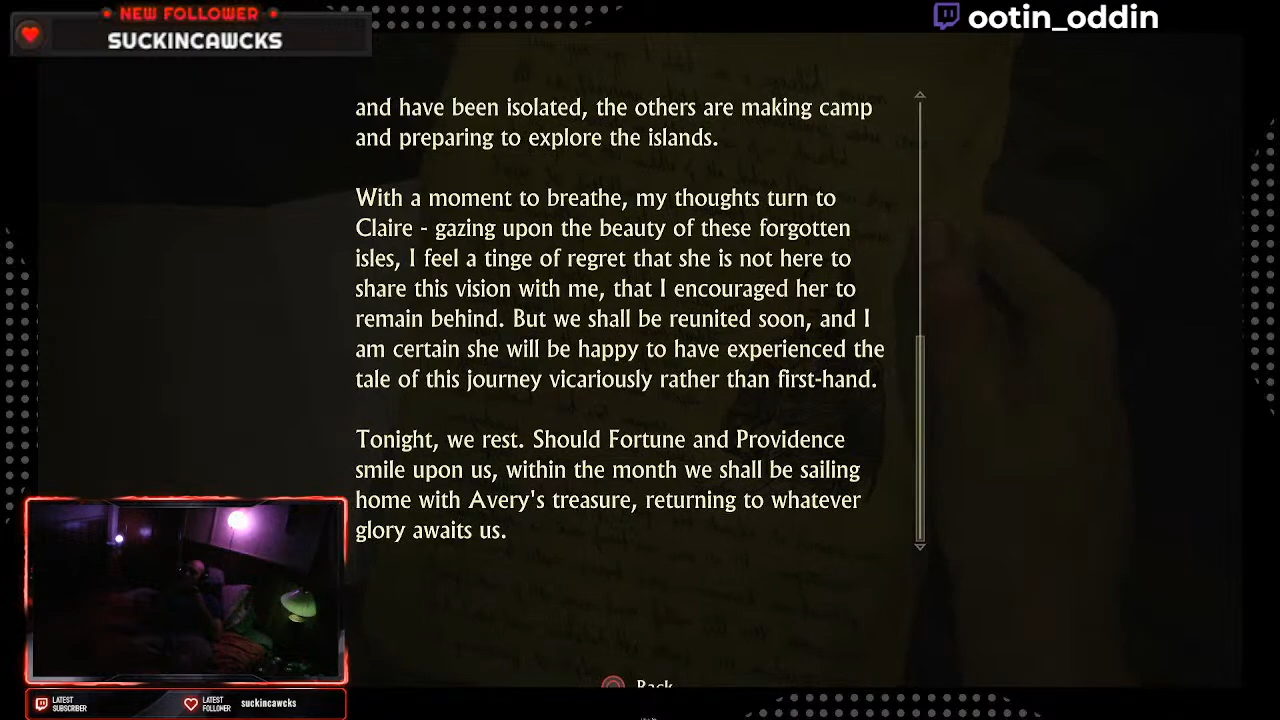 NEW FOLLOWER
SUCKINCAWCKS
ootin_oddin
and have been isolated, the others are making camp
and preparing to explore the islands.
With a moment to breathe, my thoughts turn to
Claire - gazing upon the beauty of these forgotten
isles, I feel a tinge of regret that she is not here to
share this vision with me, that I encouraged her to
remain behind. But we shall be reunited soon, and I
am certain she will be happy to have experienced the
tale of this journey vicariously rather than first-hand.
Tonight, we rest. Should Fortune and Providence
smile upon us, within the month we shall be sailing
home with Avery's treasure, returning to whatever
glory awaits us.
Back
LATEST
SUBSCRIBER
LATEST
FOLLOWER
suckincawcks